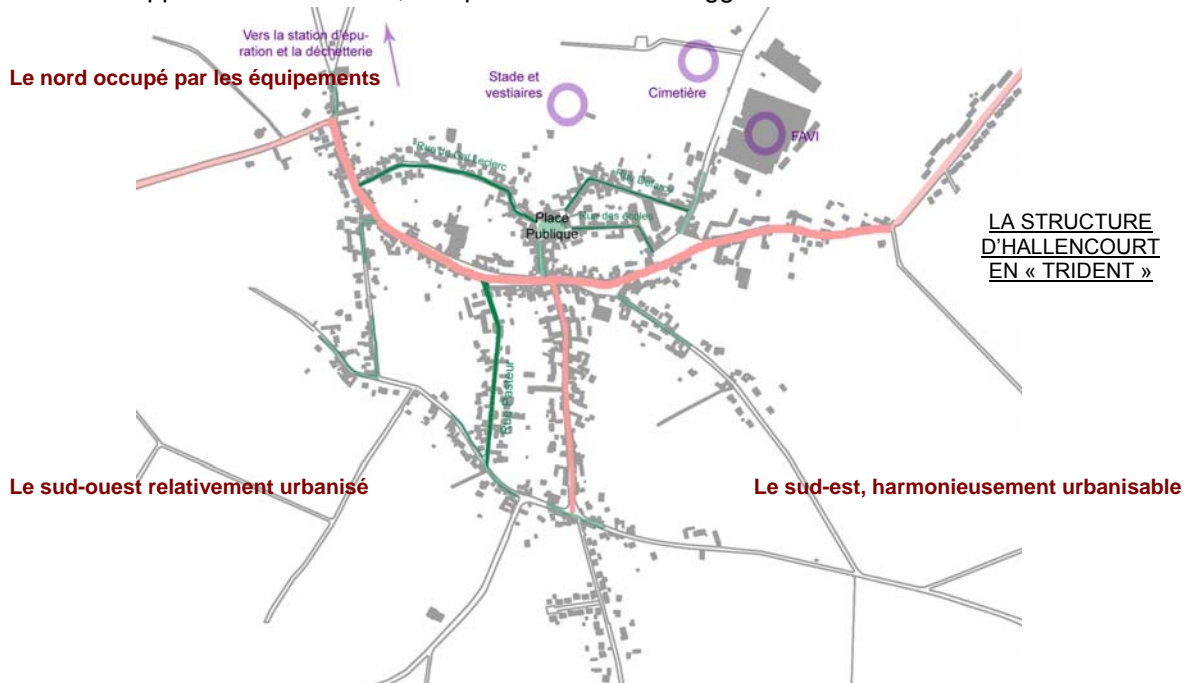 Vers la station d'épu-
ration et la déchetterie
Le nord occupé par les équipements
Stade et
vestiaires
Cimetière
FAVI
Rue du Gal Leclerc
Place
Publique
Rue des écoles
LA STRUCTURE
D'HALLENCOURT
EN « TRIDENT »
Rue Pasteur
Le sud-ouest relativement urbanisé
Le sud-est, harmonieusement urbanisable